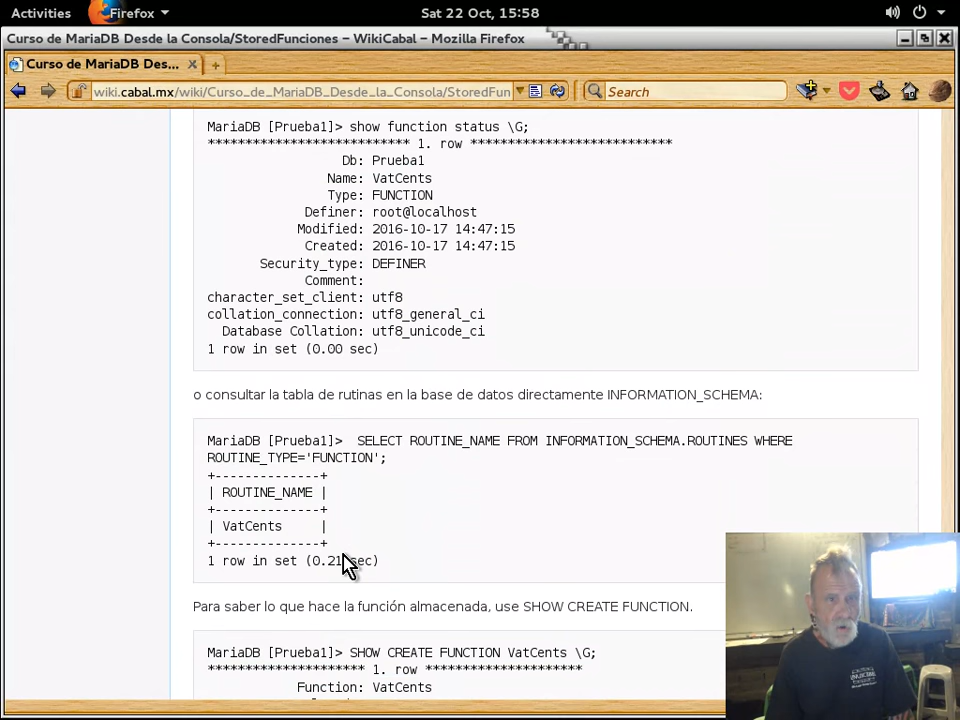 Activities Firefox Sat 22 Oct, 15:58
Curso de MariaDB Desde la Consola/StoredFunciones – WikiCabal – Mozilla Firefox
Curso de MariaDB Des...
wiki.cabal.mx/wiki/Curso_de_MariaDB_Desde_la_Consola/StoredFun
Search
MariaDB [Prueba1]> show function status \G;
*************************** 1. row ***************************
Db: Prueba1
Name: VatCents
Type: FUNCTION
Definer: root@localhost
Modified: 2016-10-17 14:47:15
Created: 2016-10-17 14:47:15
Security_type: DEFINER
Comment:
character_set_client: utf8
collation_connection: utf8_general_ci
Database Collation: utf8_unicode_ci
1 row in set (0.00 sec)
o consultar la tabla de rutinas en la base de datos directamente INFORMATION_SCHEMA:
MariaDB [Prueba1]>  SELECT ROUTINE_NAME FROM INFORMATION_SCHEMA.ROUTINES WHERE
ROUTINE_TYPE='FUNCTION';
+--------------+
| ROUTINE_NAME |
+--------------+
| VatCents     |
+--------------+
1 row in set (0.21 sec)
Para saber lo que hace la función almacenada, use SHOW CREATE FUNCTION.
MariaDB [Prueba1]> SHOW CREATE FUNCTION VatCents \G;
********************* 1. row *********************
Function: VatCents